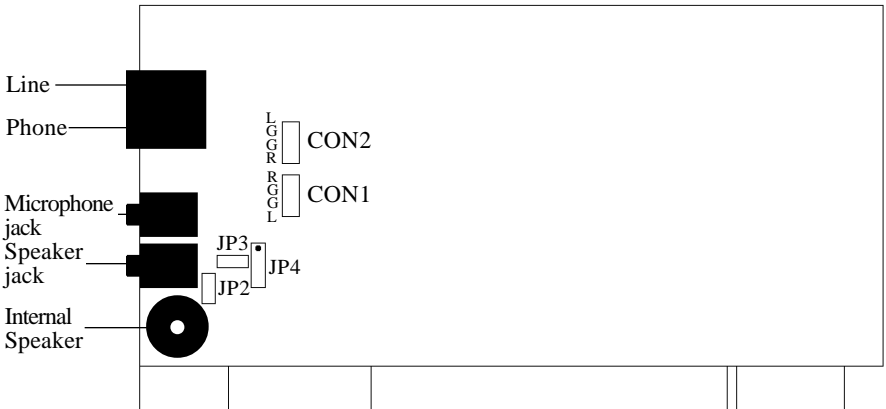 Line
Phone
L
G
G
R
CON2
R
G
G
L
CON1
Microphone
jack
Speaker
jack
JP3
JP4
JP2
Internal
Speaker